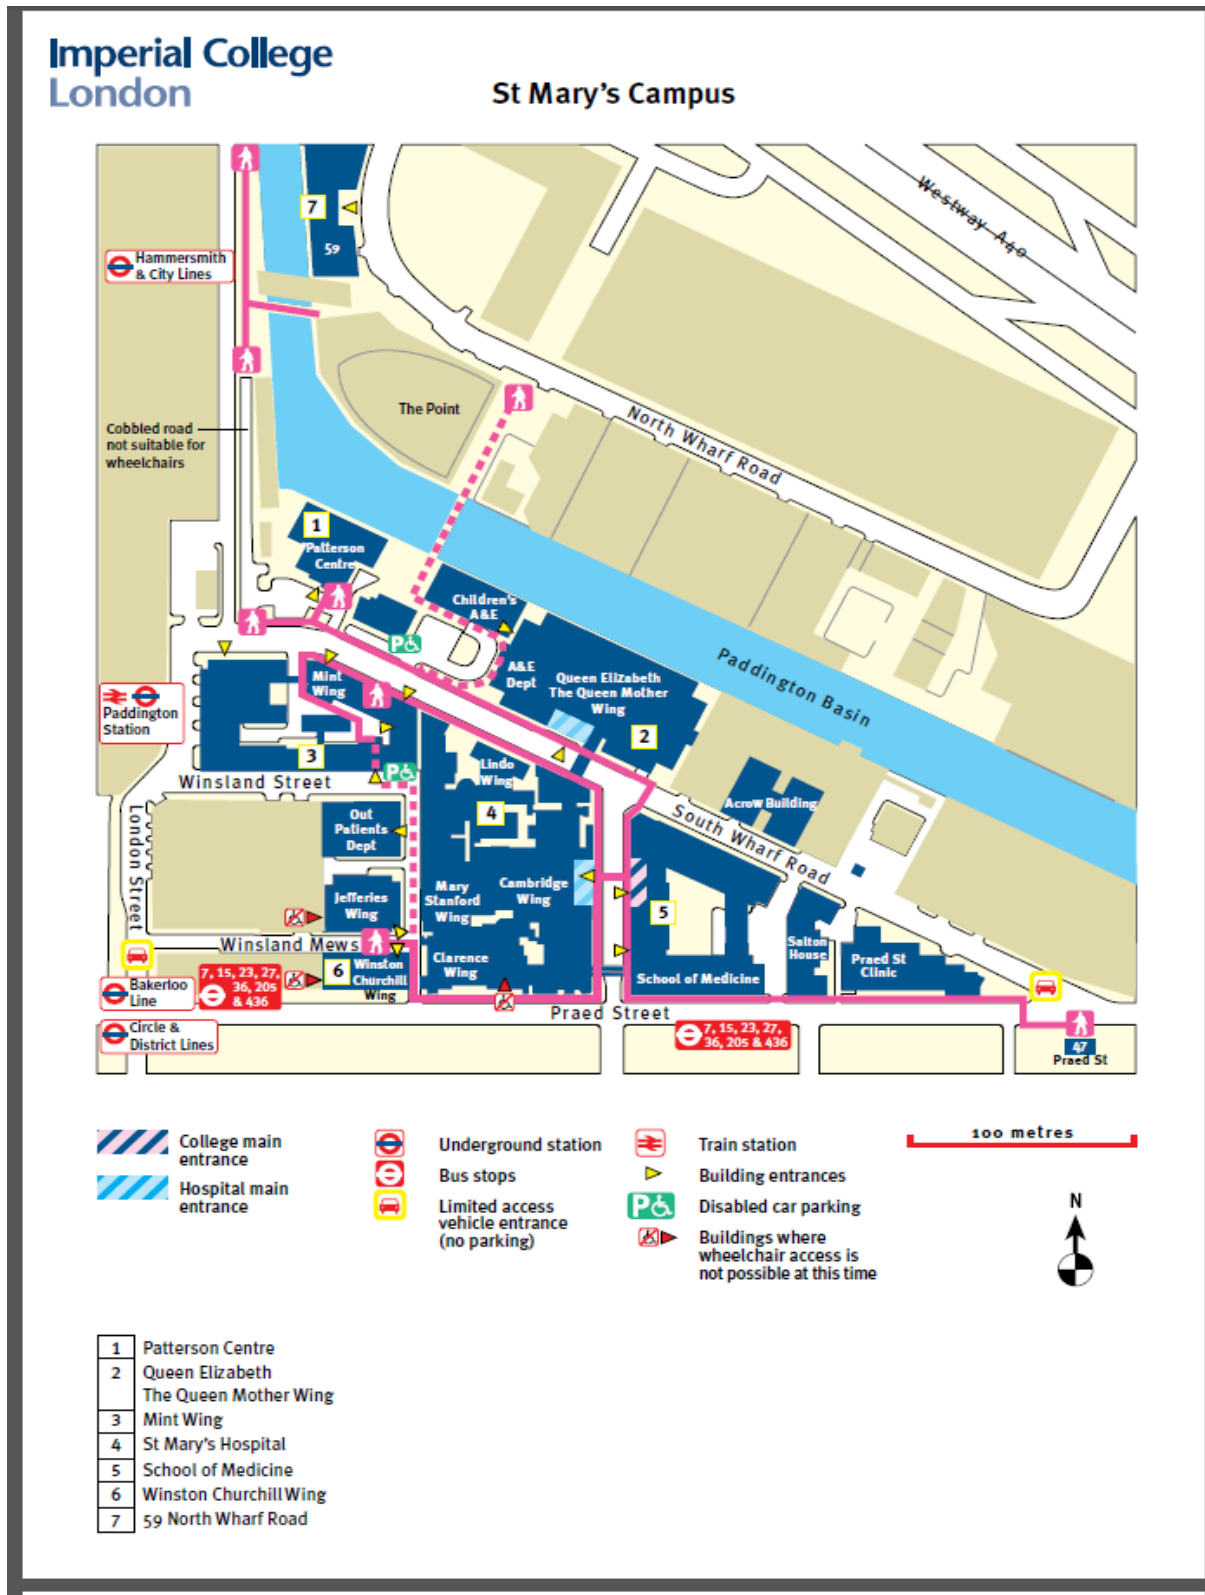 Imperial College
London
St Mary's Campus
7
59
Westway A40
Hammersmith
& City Lines
The Point
North Wharf Road
Cobbled road
not suitable for
wheelchairs
1
Patterson
Centre
Children's
A&E
P
A&E
Dept
Queen Elizabeth
The Queen Mother
Wing
2
Paddington Basin
Mint
Wing
Paddington
Station
3
P
Winsland Street
Lindo
Wing
4
Acrow Building
South Wharf Road
London Street
Out
Patients
Dept
Jefferies
Wing
Mary
Stanford
Wing
Cambridge
Wing
5
Winsland Mews
Salton
House
Praed St
Clinic
6
Winston
Churchill
Wing
Clarence
Wing
School of Medicine
Bakerloo
Line
7, 15, 23, 27,
36, 205
& 436
Praed Street
Circle &
District Lines
7, 15, 23, 27,
36, 205 & 436
47
Praed St
College main
entrance
Hospital main
entrance
Underground station
Bus stops
Limited access
vehicle entrance
(no parking)
Train station
Building entrances
P
Disabled car parking
Buildings where
wheelchair access is
not possible at this time
100 metres
N
1 Patterson Centre
2 Queen Elizabeth
The Queen Mother Wing
3 Mint Wing
4 St Mary's Hospital
5 School of Medicine
6 Winston Churchill Wing
7 59 North Wharf Road